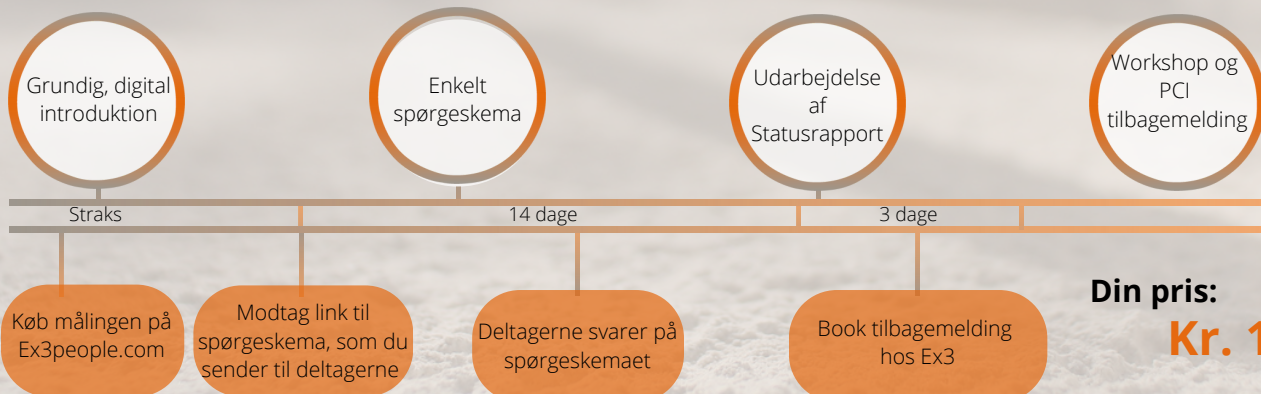 Grundig, digital
introduktion
Enkelt
spørgeskema
Udarbejdelse
af
Statusrapport
Workshop og
PCI
tilbagemelding
Straks
14 dage
3 dage
Køb målingen på
Ex3people.com
Modtag link til
spørgeskema, som du
sender til deltagerne
Deltagerne svarer på
spørgeskemaet
Book tilbagemelding
hos Ex3
Din pris:
Kr. 1